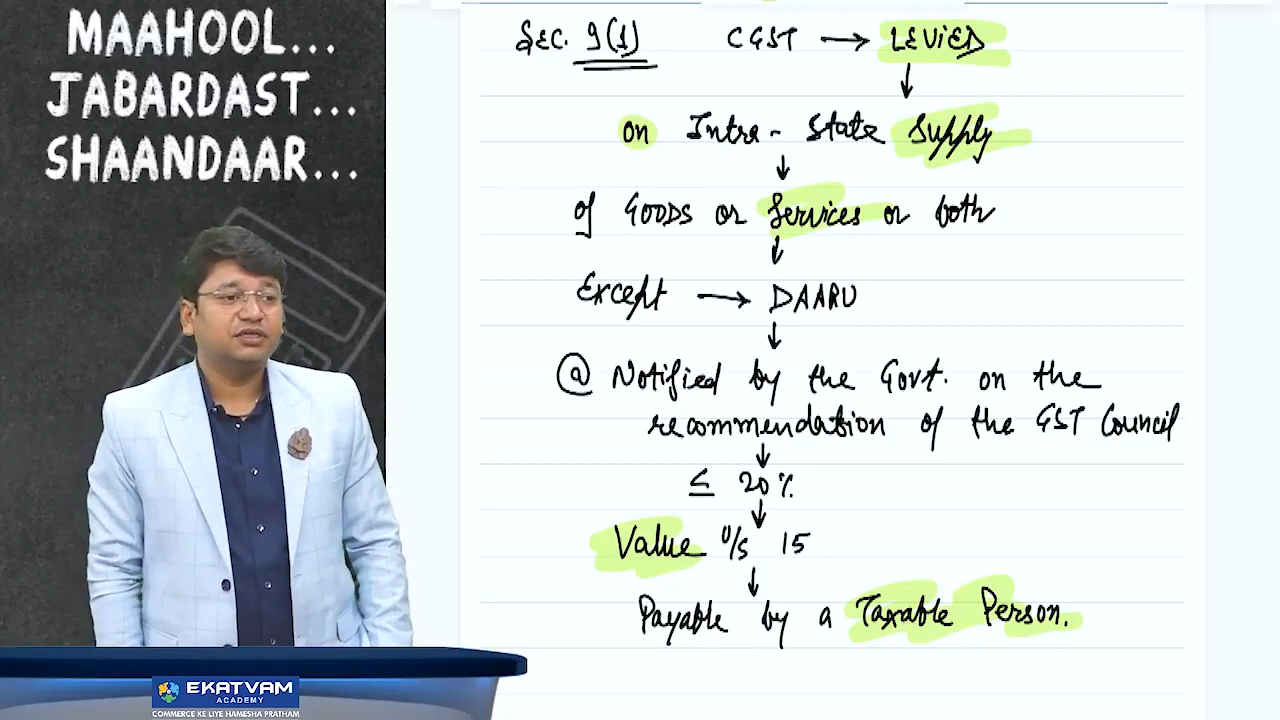 MAAHOOL...
JABARDAST...
SHAANDAAR...
SEC. 9(1) CGST → LEVIED
↓
on Intra-State Supply
↓
of GOODS or Services or both
↓
Except → DAARU
↓
@ Notified by the Govt. on the
recommendation of the GST Council
↓
≤ 20%
↓
Value U/s 15
↓
Payable by a Taxable Person.
EKATVAM
ACADEMY
COMMERCE KE LIYE HAMESHA PRATHAM